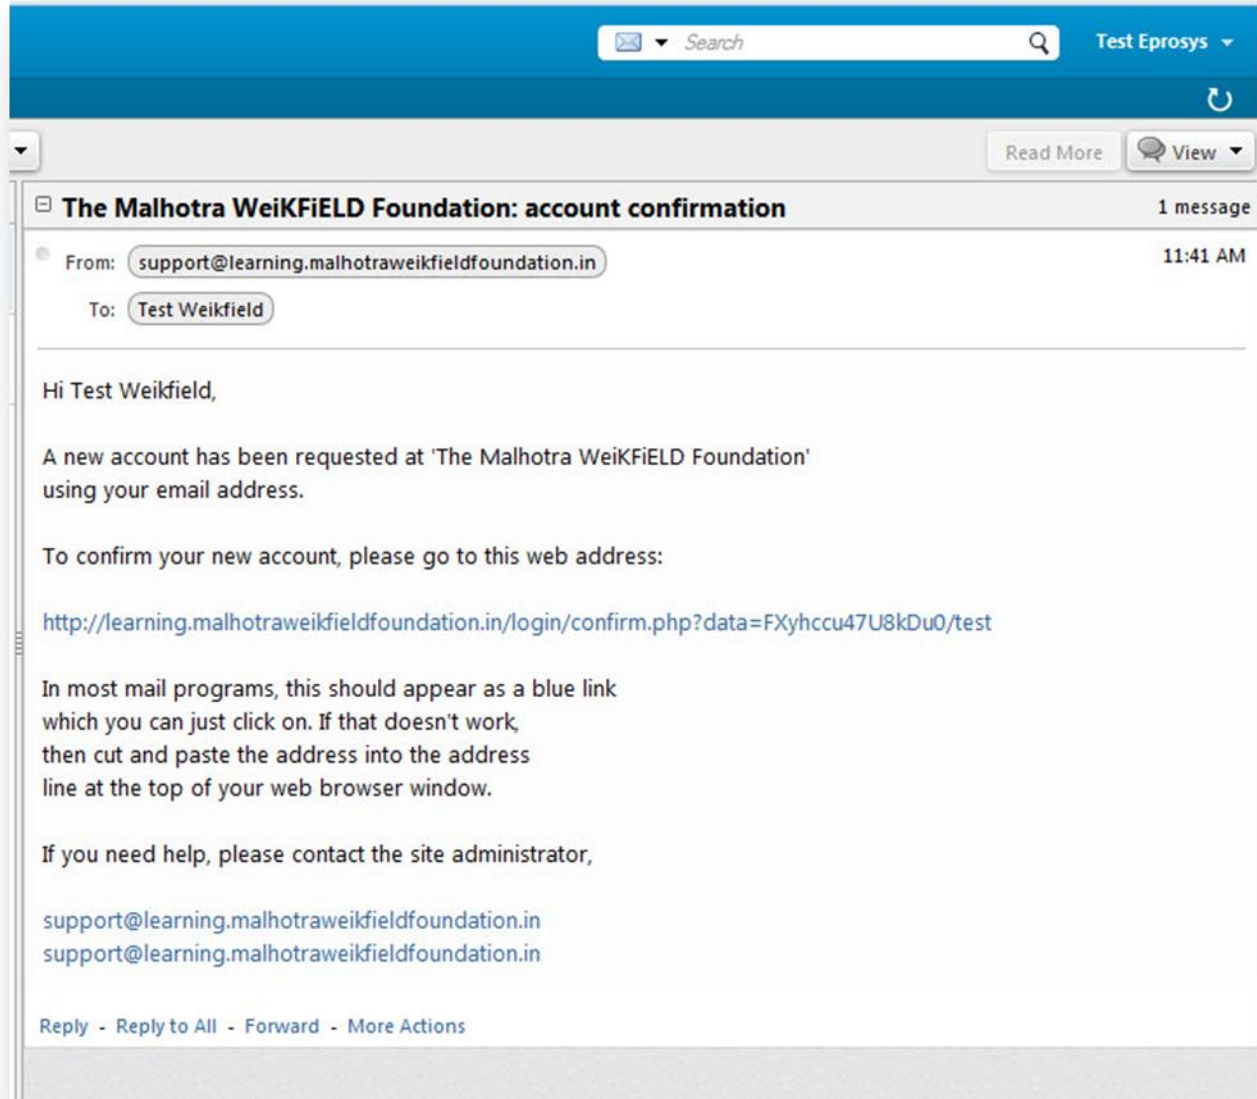 Search
Test Eprosys
Read More
View
The Malhotra WeiKFiELD Foundation: account confirmation
1 message
From: support@learning.malhotraweikfieldfoundation.in
11:41 AM
To: Test Weikfield
Hi Test Weikfield,
A new account has been requested at 'The Malhotra WeiKFiELD Foundation'
using your email address.
To confirm your new account, please go to this web address:
http://learning.malhotraweikfieldfoundation.in/login/confirm.php?data=FXyhccu47U8kDu0/test
In most mail programs, this should appear as a blue link
which you can just click on. If that doesn't work,
then cut and paste the address into the address
line at the top of your web browser window.
If you need help, please contact the site administrator,
support@learning.malhotraweikfieldfoundation.in
support@learning.malhotraweikfieldfoundation.in
Reply - Reply to All - Forward - More Actions